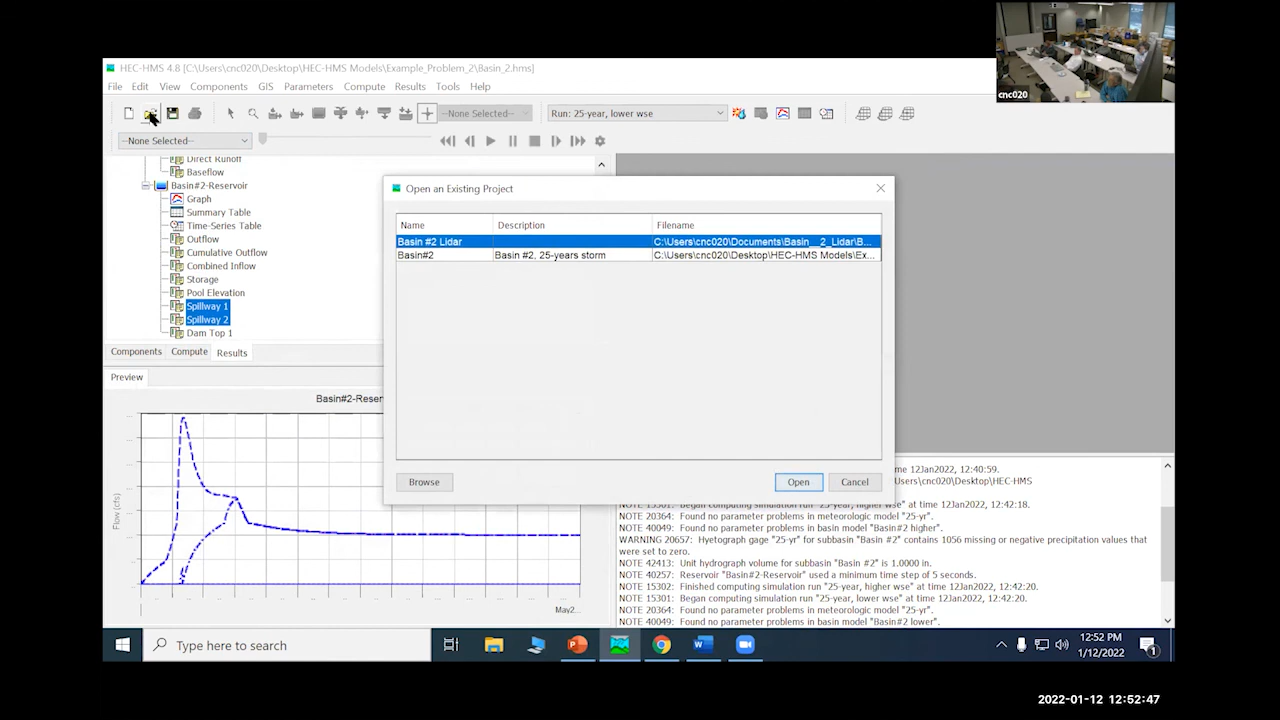 HEC-HMS 4.8 [C:\Users\cnc020\Desktop\HEC-HMS Models\Example_Problem_2\Basin_2.hms]
File Edit View Components GIS Parameters Compute Results Tools Help
cnc020
--None Selected--
Run: 25-year, lower wse
--None Selected--
Direct Runoff
Baseflow
Basin#2-Reservoir
Graph
Summary Table
Time-Series Table
Outflow
Cumulative Outflow
Combined Inflow
Storage
Pool Elevation
Spillway 1
Spillway 2
Dam Top 1
Components Compute Results
Preview
Basin#2-Reser
Flow (cfs)
May2...
Open an Existing Project
Name Description Filename
Basin #2 Lidar C:\Users\cnc020\Documents\Basin__2_Lidar\B...
Basin#2 Basin #2, 25-years storm C:\Users\cnc020\Desktop\HEC-HMS Models\Ex...
Browse Open Cancel
me 12Jan2022, 12:40:59.
Users\cnc020\Desktop\HEC-HMS
NOTE 15301: Began computing simulation run "25-year, higher wse" at time 12Jan2022, 12:42:18.
NOTE 20364: Found no parameter problems in meteorologic model "25-yr".
NOTE 40049: Found no parameter problems in basin model "Basin#2 higher".
WARNING 20657: Hyetograph gage "25-yr" for subbasin "Basin #2" contains 1056 missing or negative precipitation values that
were set to zero.
NOTE 42413: Unit hydrograph volume for subbasin "Basin #2" is 1.0000 in.
NOTE 40257: Reservoir "Basin#2-Reservoir" used a minimum time step of 5 seconds.
NOTE 15302: Finished computing simulation run "25-year, higher wse" at time 12Jan2022, 12:42:20.
NOTE 15301: Began computing simulation run "25-year, lower wse" at time 12Jan2022, 12:42:20.
NOTE 20364: Found no parameter problems in meteorologic model "25-yr".
NOTE 40049: Found no parameter problems in basin model "Basin#2 lower".
Type here to search
12:52 PM
1/12/2022
1
2022-01-12 12:52:47